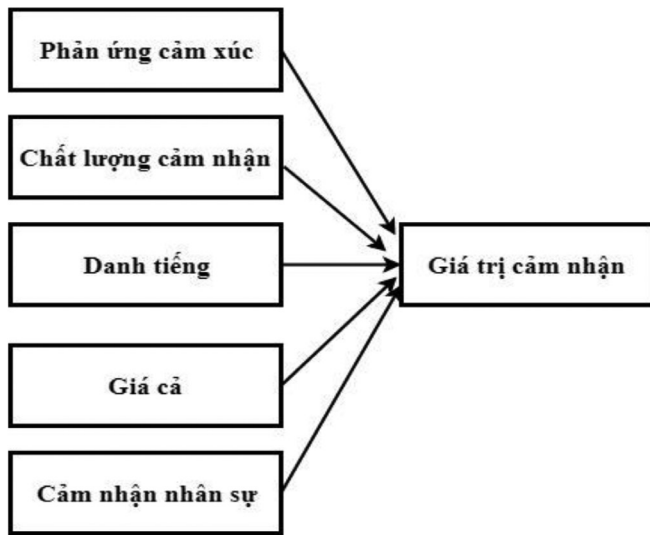 Phản ứng cảm xúc
Chất lượng cảm nhận
Danh tiếng
Giá trị cảm nhận
Giá cả
Cảm nhận nhân sự